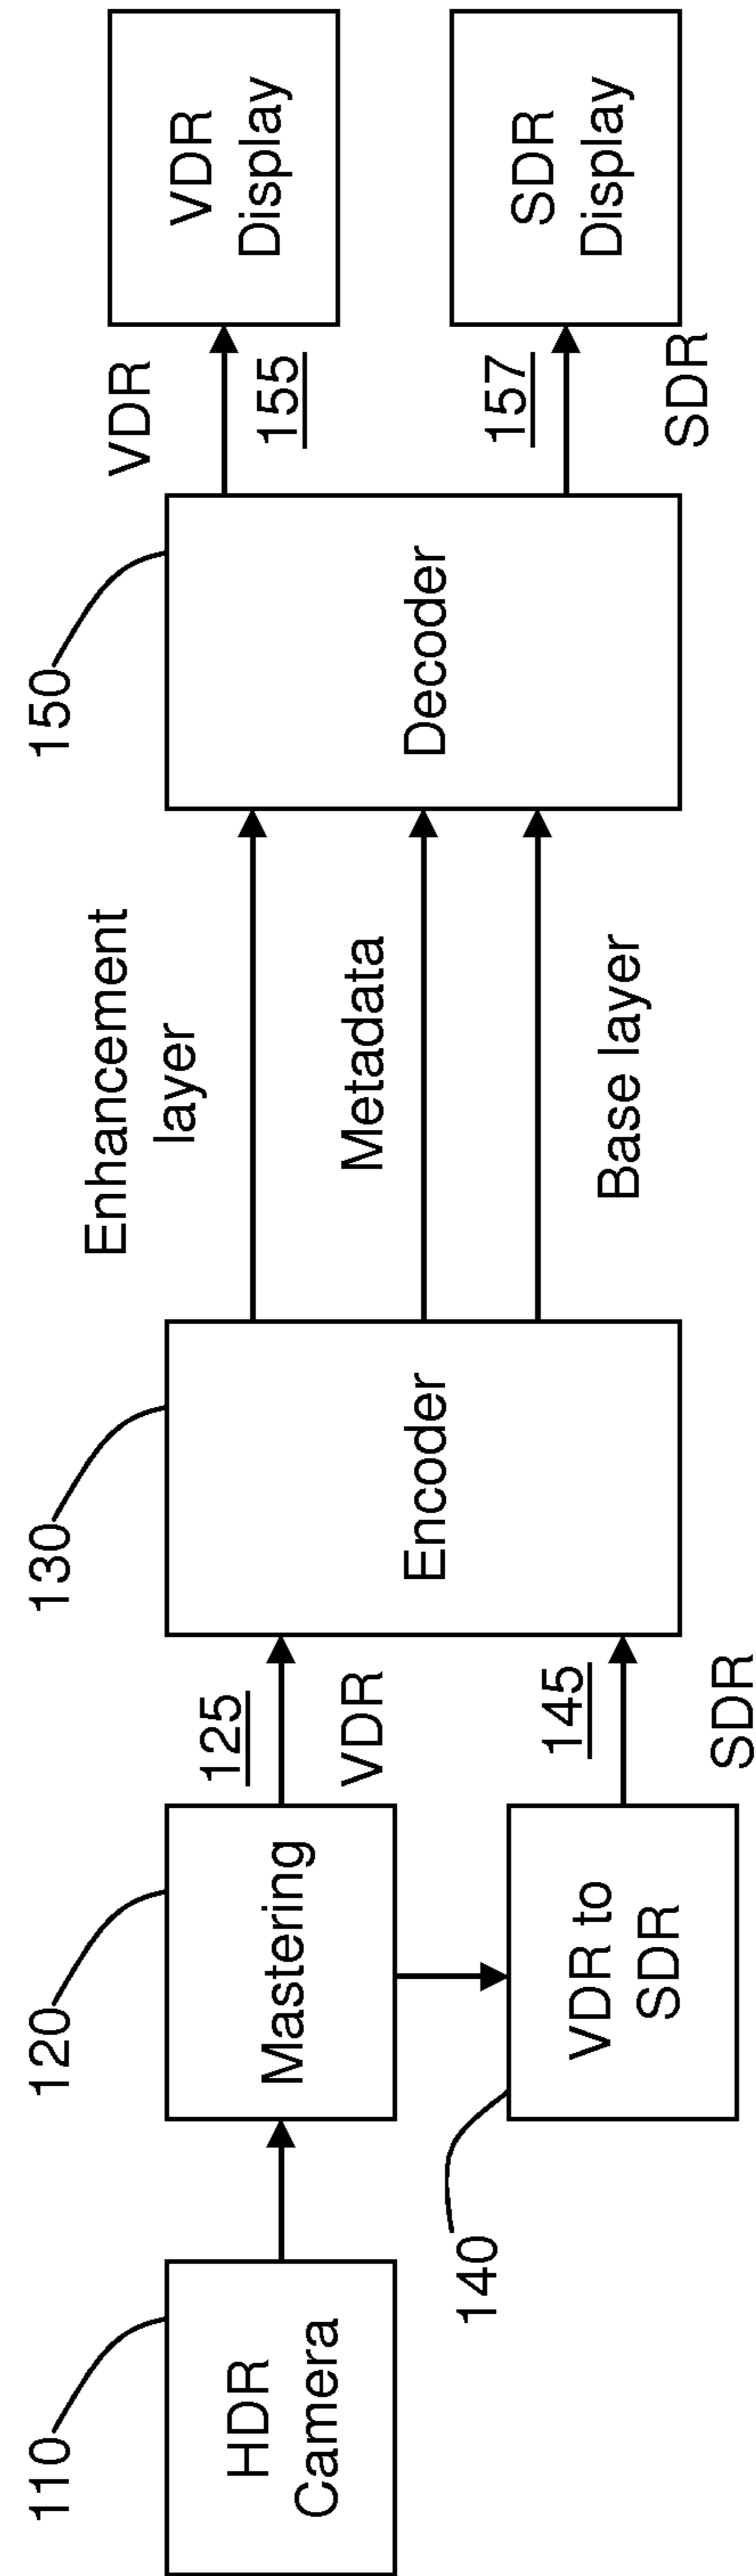 110
HDR
Camera
120
Mastering
125
VDR
140
VDR to
SDR
145
SDR
130
Encoder
Enhancement
layer
Metadata
Base layer
150
Decoder
VDR
155
157
SDR
VDR
Display
SDR
Display